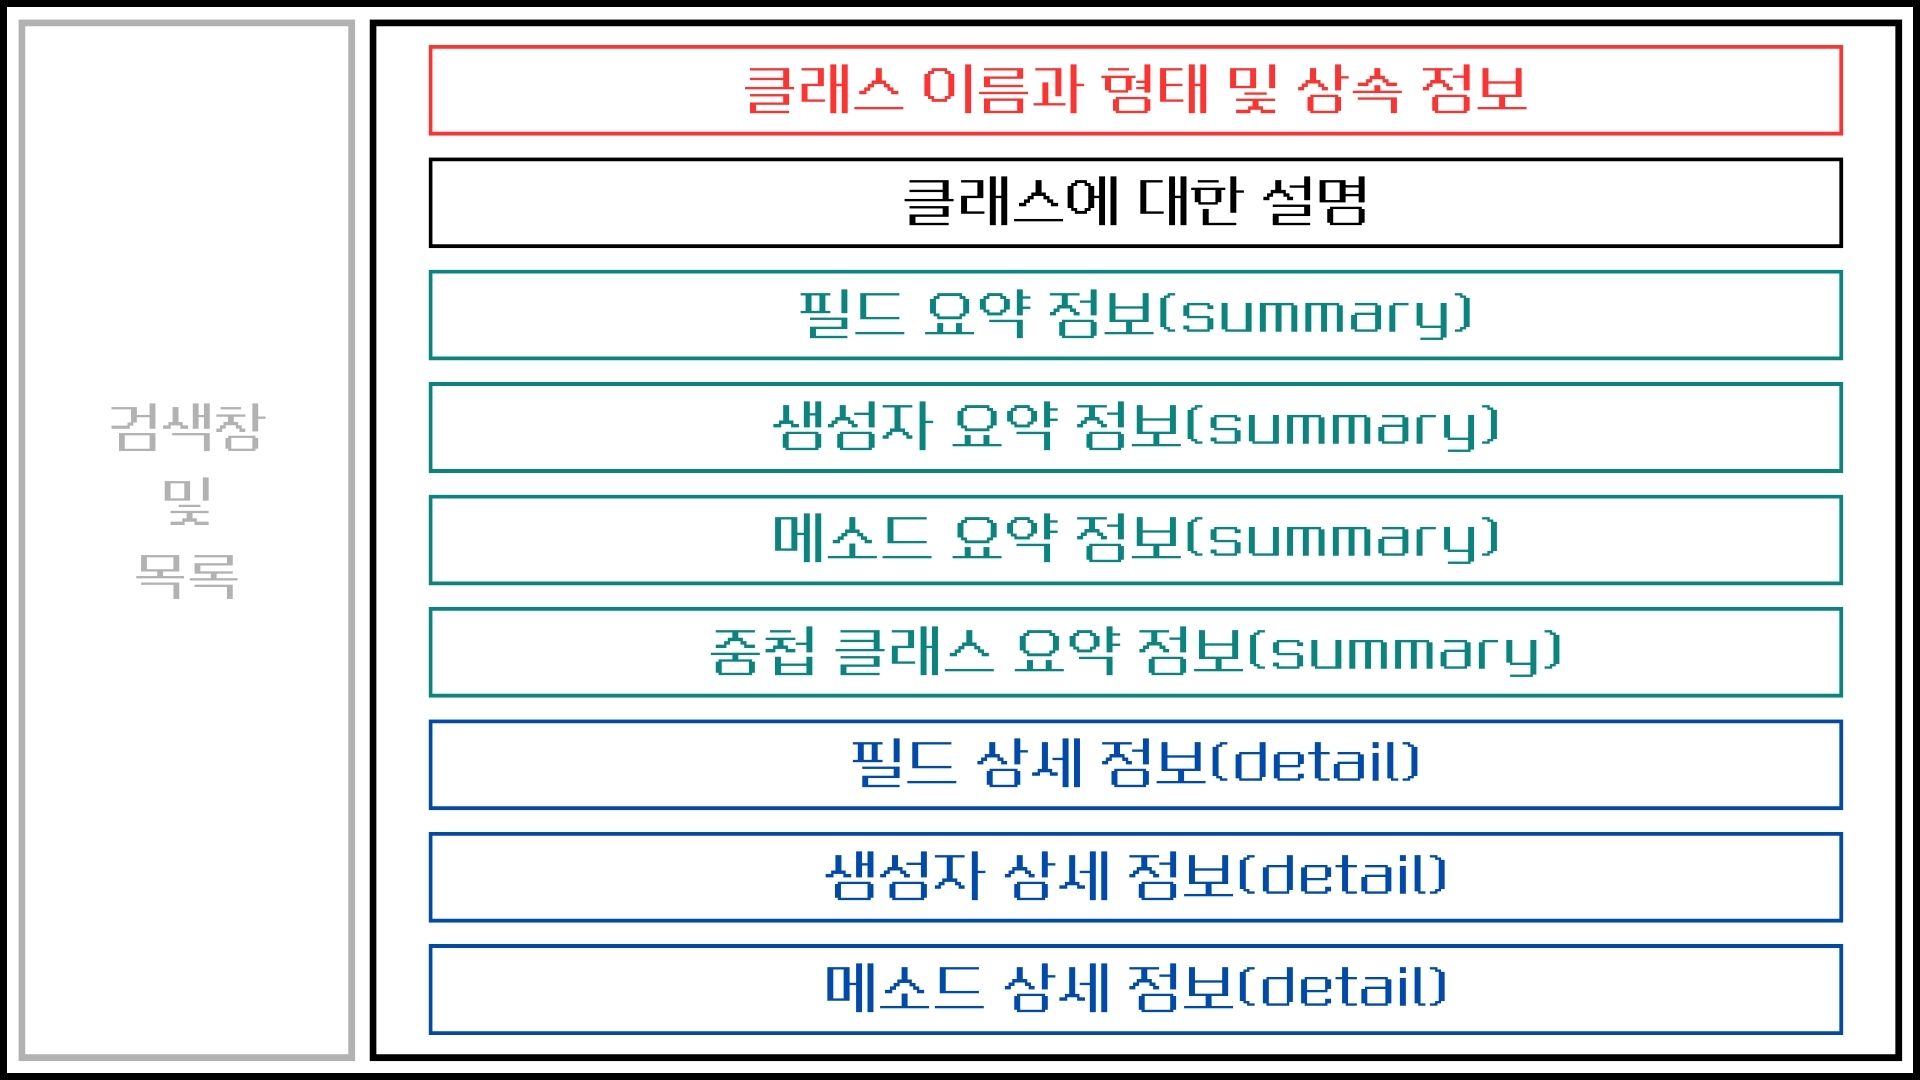 검색창
및
목록
클래스 이름과 형태 및 상속 정보
클래스에 대한 설명
필드 요약 정보(summary)
생성자 요약 정보(summary)
메소드 요약 정보(summary)
중첩 클래스 요약 정보(summary)
필드 상세 정보(detail)
생성자 상세 정보(detail)
메소드 상세 정보(detail)